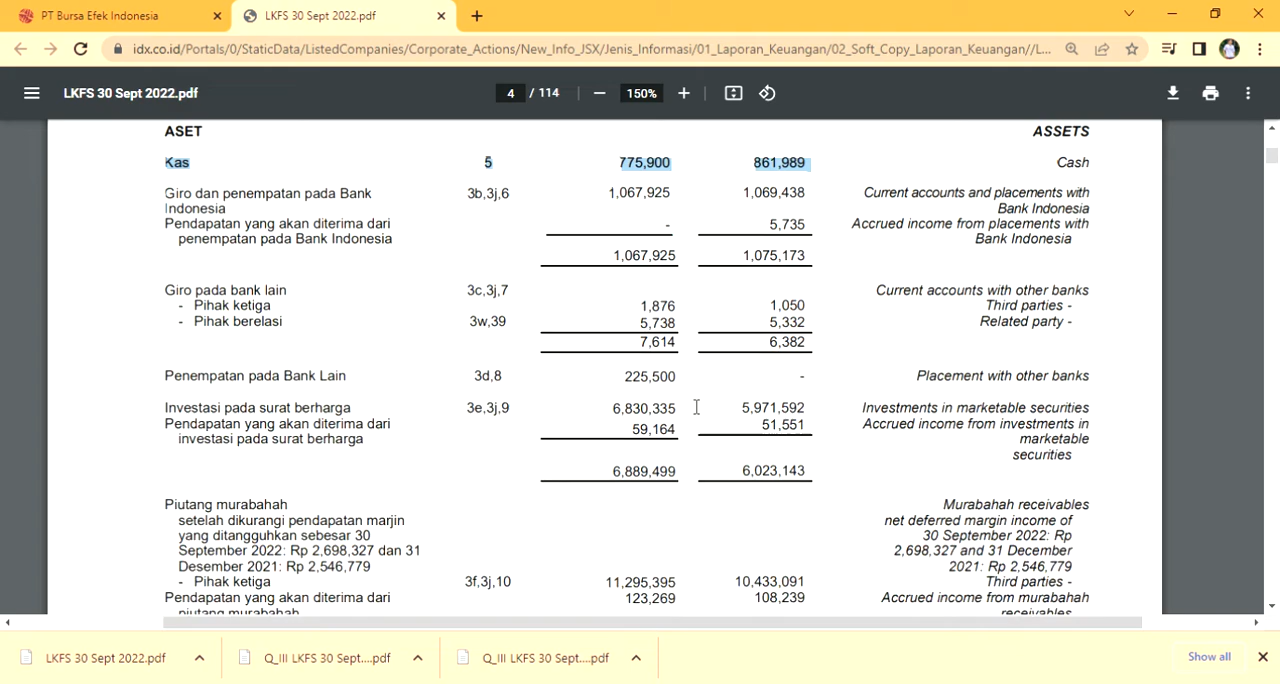 PT Bursa Efek Indonesia
LKFS 30 Sept 2022.pdf
idx.co.id/Portals/0/StaticData/ListedCompanies/Corporate_Actions/New_Info_JSX/Jenis_Informasi/01_Laporan_Keuangan/02_Soft_Copy_Laporan_Keuangan//L...
LKFS 30 Sept 2022.pdf 4 / 114 150%
ASET ASSETS
Kas 5 775,900 861,989 Cash
Giro dan penempatan pada Bank 3b,3j,6 1,067,925 1,069,438 Current accounts and placements with
Indonesia Bank Indonesia
Pendapatan yang akan diterima dari - 5,735 Accrued income from placements with
penempatan pada Bank Indonesia Bank Indonesia
1,067,925 1,075,173
Giro pada bank lain 3c,3j,7 Current accounts with other banks
- Pihak ketiga 1,876 1,050 Third parties -
- Pihak berelasi 3w,39 5,738 5,332 Related party -
7,614 6,382
Penempatan pada Bank Lain 3d,8 225,500 - Placement with other banks
Investasi pada surat berharga 3e,3j,9 6,830,335 5,971,592 Investments in marketable securities
Pendapatan yang akan diterima dari 59,164 51,551 Accrued income from investments in
investasi pada surat berharga marketable
securities
6,889,499 6,023,143
Piutang murabahah Murabahah receivables
setelah dikurangi pendapatan marjin net deferred margin income of
yang ditangguhkan sebesar 30 30 September 2022: Rp
September 2022: Rp 2,698,327 dan 31 2,698,327 and 31 December
Desember 2021: Rp 2,546,779 2021: Rp 2,546,779
- Pihak ketiga 3f,3j,10 11,295,395 10,433,091 Third parties -
Pendapatan yang akan diterima dari 123,269 108,239 Accrued income from murabahah
piutang murabahah receivables
LKFS 30 Sept 2022.pdf Q_III LKFS 30 Sept....pdf Q_III LKFS 30 Sept....pdf Show all